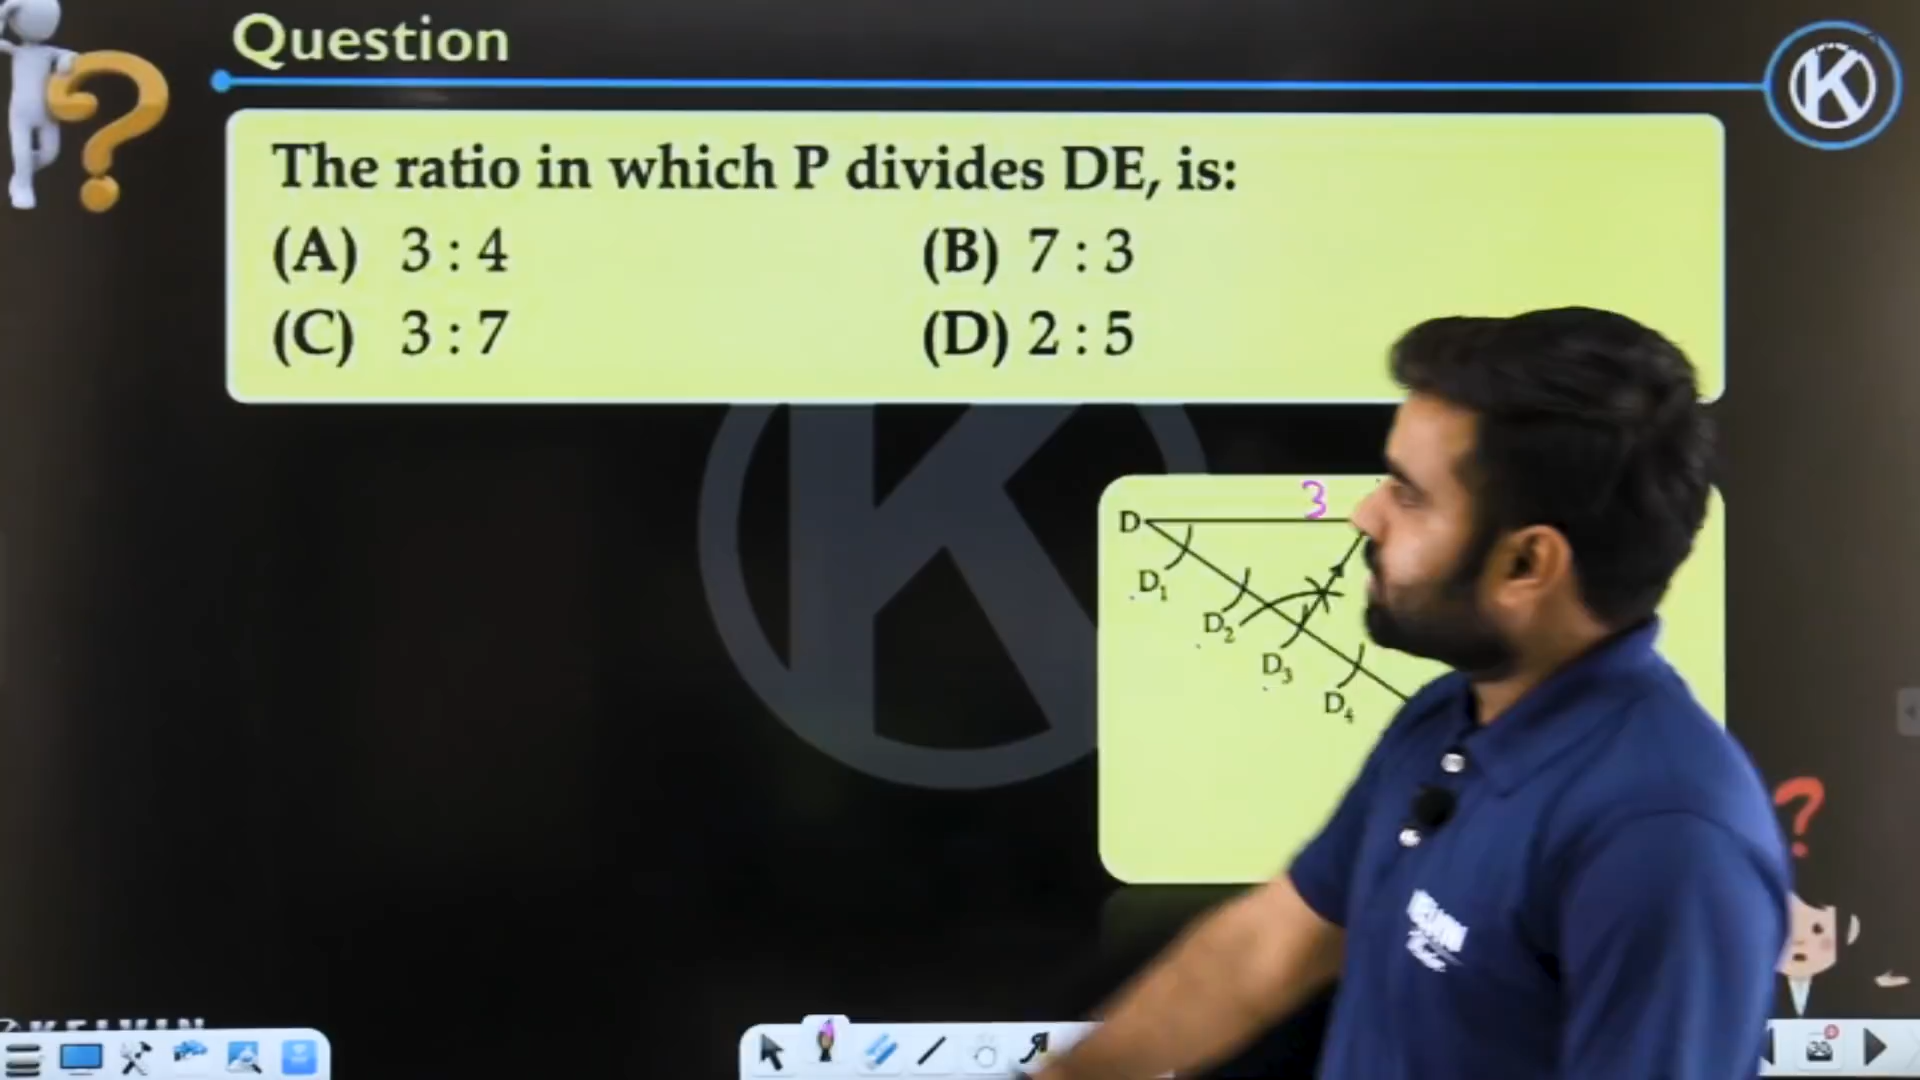 Question
K
The ratio in which P divides DE, is:
(A) 3 : 4
(B) 7 : 3
(C) 3 : 7
(D) 2 : 5
3
D
D₁
D₂
D₃
D₄